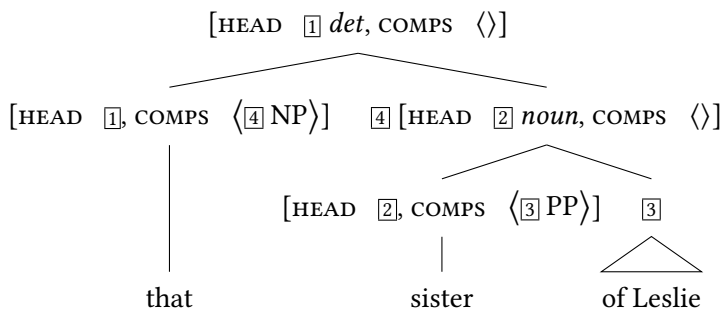 [HEAD 1 det, COMPS ⟨⟩]
[HEAD 1, COMPS ⟨4 NP⟩] 4 [HEAD 2 noun, COMPS ⟨⟩]
[HEAD 2, COMPS ⟨3 PP⟩] 3
that sister of Leslie